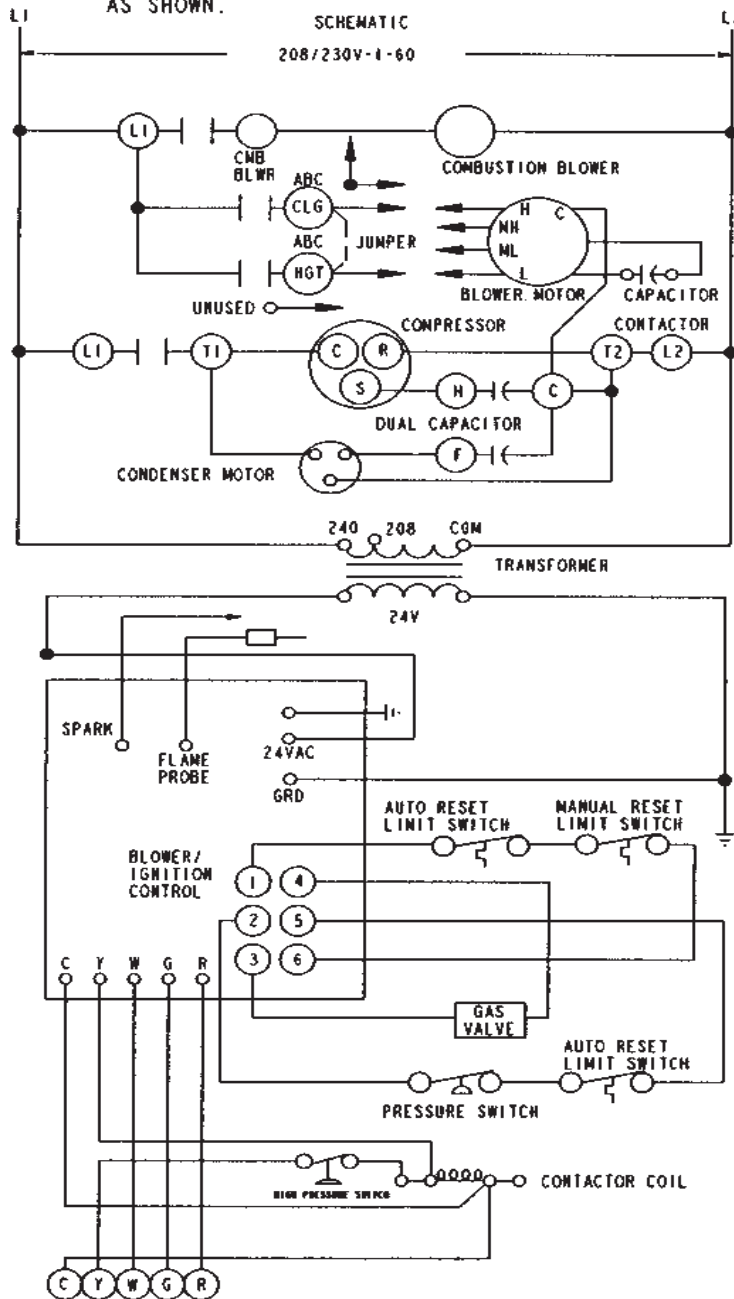 AS SHOWN.
L1
SCHEMATIC
L
208/230V-1-60
L1
CMB
BLWR
COMBUSTION BLOWER
ABC
CLG
JUMPER
ABC
HGT
H
C
MH
ML
L
BLOWER MOTOR
CAPACITOR
UNUSED
COMPRESSOR
CONTACTOR
L1
T1
C
R
T2
L2
S
H
C
DUAL CAPACITOR
F
CONDENSER MOTOR
240
208
COM
TRANSFORMER
24V
SPARK
FLAME
PROBE
24VAC
GRD
AUTO RESET
LIMIT SWITCH
MANUAL RESET
LIMIT SWITCH
BLOWER/
IGNITION
CONTROL
1
4
2
5
3
6
C
Y
W
G
R
GAS
VALVE
AUTO RESET
LIMIT SWITCH
PRESSURE SWITCH
HIGH PRESSURE SWITCH
CONTACTOR COIL
C
Y
W
G
R